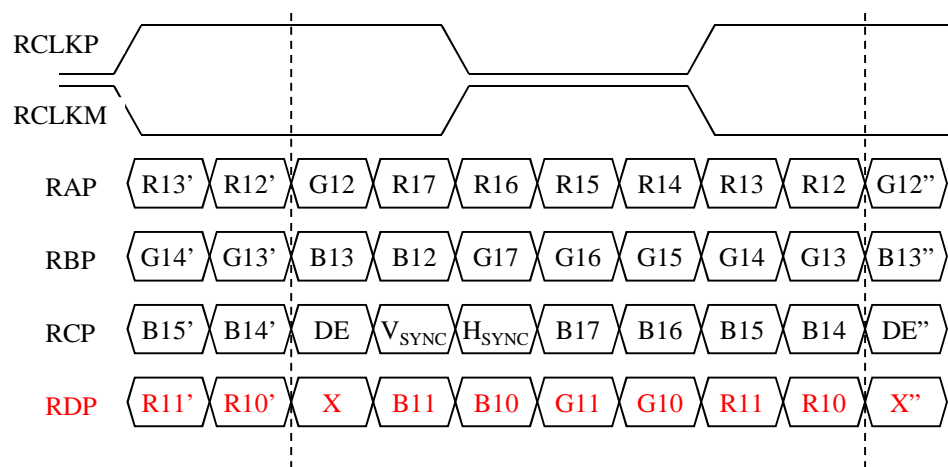 RCLKP
RCLKM
RAP R13’ R12’ G12 R17 R16 R15 R14 R13 R12 G12”
RBP G14’ G13’ B13 B12 G17 G16 G15 G14 G13 B13”
RCP B15’ B14’ DE VSYNC HSYNC B17 B16 B15 B14 DE”
RDP R11’ R10’ X B11 B10 G11 G10 R11 R10 X”